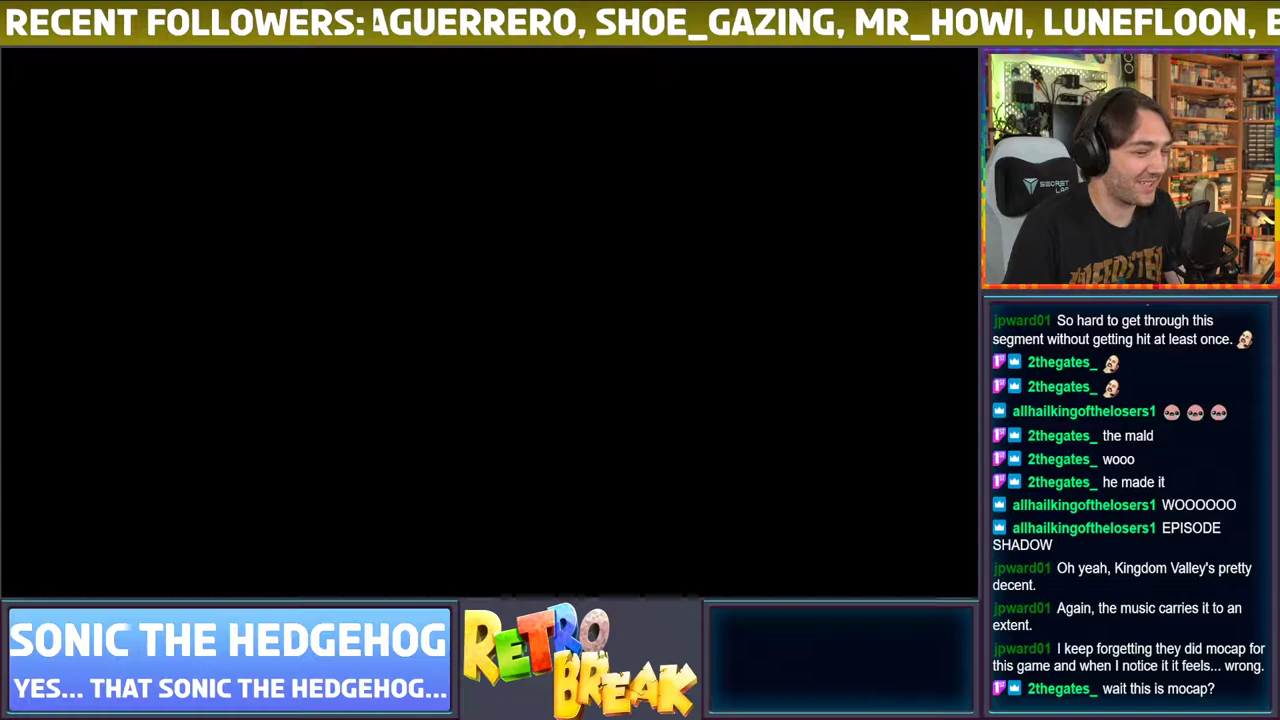 RECENT FOLLOWERS: AGUERRERO, SHOE_GAZING, MR_HOWI, LUNEFLOON, E
SECRET
LAB
jpward01 So hard to get through this
segment without getting hit at least once.
2thegates_
2thegates_
allhailkingofthelosers1
2thegates_ the mald
2thegates_ wooo
2thegates_ he made it
allhailkingofthelosers1 WOOOOOO
allhailkingofthelosers1 EPISODE
SHADOW
jpward01 Oh yeah, Kingdom Valley's pretty
decent.
jpward01 Again, the music carries it to an
extent.
jpward01 I keep forgetting they did mocap for
this game and when I notice it it feels... wrong.
2thegates_ wait this is mocap?
SONIC THE HEDGEHOG
YES... THAT SONIC THE HEDGEHOG...
RETRO
BREAK